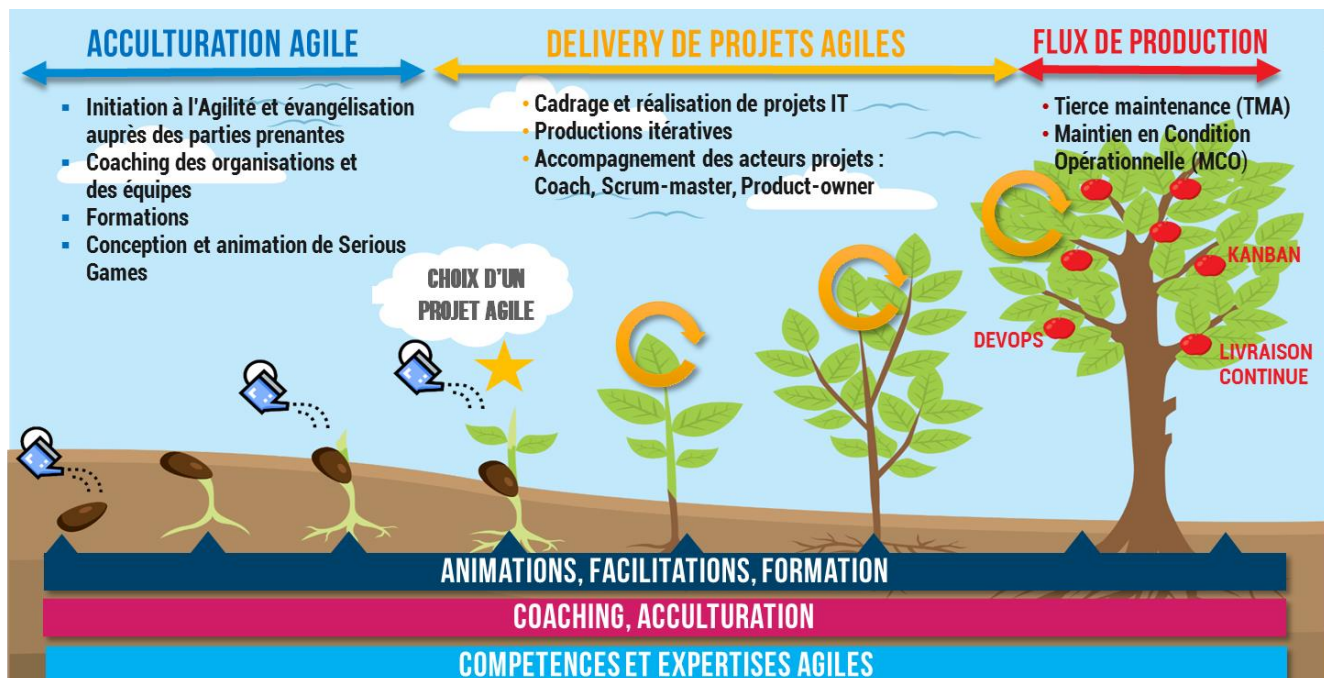 ACCULTURATION AGILE
▪ Initiation à l'Agilité et évangélisation
auprès des parties prenantes
▪ Coaching des organisations et
des équipes
▪ Formations
▪ Conception et animation de Serious
Games
DELIVERY DE PROJETS AGILES
• Cadrage et réalisation de projets IT
• Productions itératives
• Accompagnement des acteurs projets :
Coach, Scrum-master, Product-owner
FLUX DE PRODUCTION
• Tierce maintenance (TMA)
• Maintien en Condition
Opérationnelle (MCO)
CHOIX D'UN
PROJET AGILE
KANBAN
DEVOPS
LIVRAISON
CONTINUE
ANIMATIONS, FACILITATIONS, FORMATION
COACHING, ACCULTURATION
COMPETENCES ET EXPERTISES AGILES